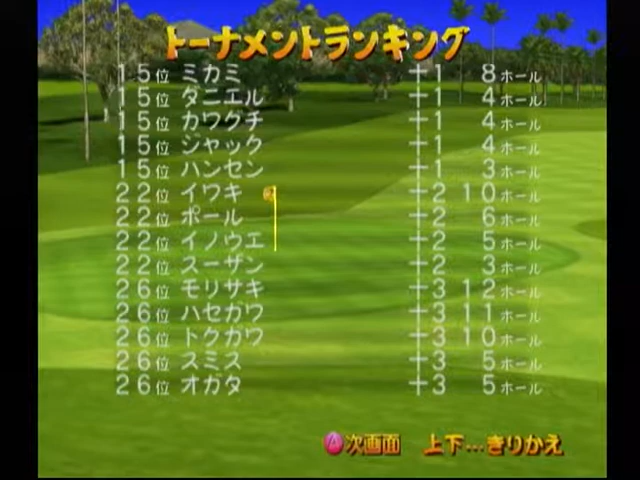 トーナメントランキング
15位 ミカミ +1 8ホール
15位 ダニエル +1 4ホール
15位 カワグチ +1 4ホール
15位 ジャック +1 4ホール
15位 ハンセン +1 3ホール
22位 イワキ +2 10ホール
22位 ポール +2 6ホール
22位 イノウエ +2 5ホール
22位 スーザン +2 3ホール
26位 モリサキ +3 12ホール
26位 ハセガワ +3 11ホール
26位 トクガワ +3 10ホール
26位 スミス +3 5ホール
26位 オガタ +3 5ホール
A次画面 上下...きりかえ